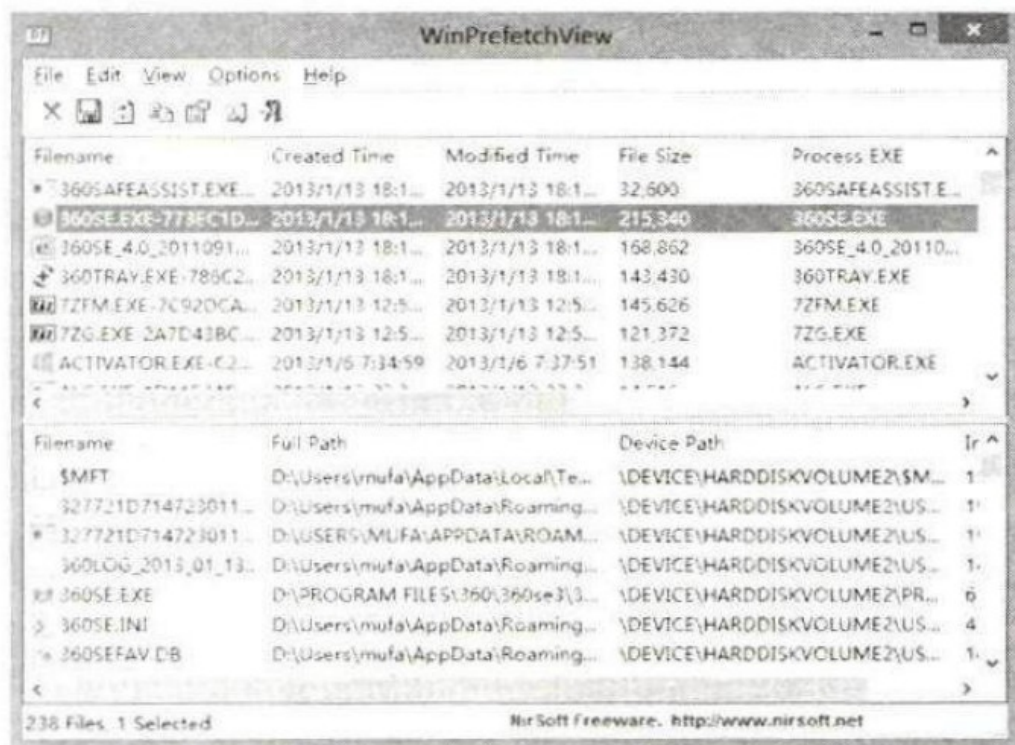 WinPrefetchView
File Edit View Options Help
Filename Created Time Modified Time File Size Process EXE
360SAFEASSIST.EXE... 2013/1/13 18:1... 2013/1/13 18:1... 32,600 360SAFEASSIST.E...
360SE.EXE-773EC1D... 2013/1/13 18:1... 2013/1/13 18:1... 215,340 360SE.EXE
360SE_4.0_2011091... 2013/1/13 18:1... 2013/1/13 18:1... 168,862 360SE_4.0_20110...
360TRAY.EXE-786C2... 2013/1/13 18:1... 2013/1/13 18:1... 143,430 360TRAY.EXE
7ZFM.EXE-7C92DCA... 2013/1/13 12:5... 2013/1/13 12:5... 145,626 7ZFM.EXE
7ZG.EXE-2A7D43BC... 2013/1/13 12:5... 2013/1/13 12:5... 121,372 7ZG.EXE
ACTIVATOR.EXE-C2... 2013/1/6 7:34:59 2013/1/6 7:37:51 138,144 ACTIVATOR.EXE
Filename Full Path Device Path
$MFT D:\Users\mufa\AppData\Local\Te... \DEVICE\HARDDISKVOLUME2\$M...
327721D714723011... D:\Users\mufa\AppData\Roaming... \DEVICE\HARDDISKVOLUME2\US...
327721D714723011... D:\USERS\MUFA\APPDATA\ROAM... \DEVICE\HARDDISKVOLUME2\US...
360LOG_2013_01_13... D:\Users\mufa\AppData\Roaming... \DEVICE\HARDDISKVOLUME2\US...
360SE.EXE D:\PROGRAM FILES\360\360se3\3... \DEVICE\HARDDISKVOLUME2\PR... 6
360SE.INI D:\Users\mufa\AppData\Roaming... \DEVICE\HARDDISKVOLUME2\US... 4
360SEFAV.DB D:\Users\mufa\AppData\Roaming... \DEVICE\HARDDISKVOLUME2\US...
238 Files, 1 Selected NirSoft Freeware. http://www.nirsoft.net